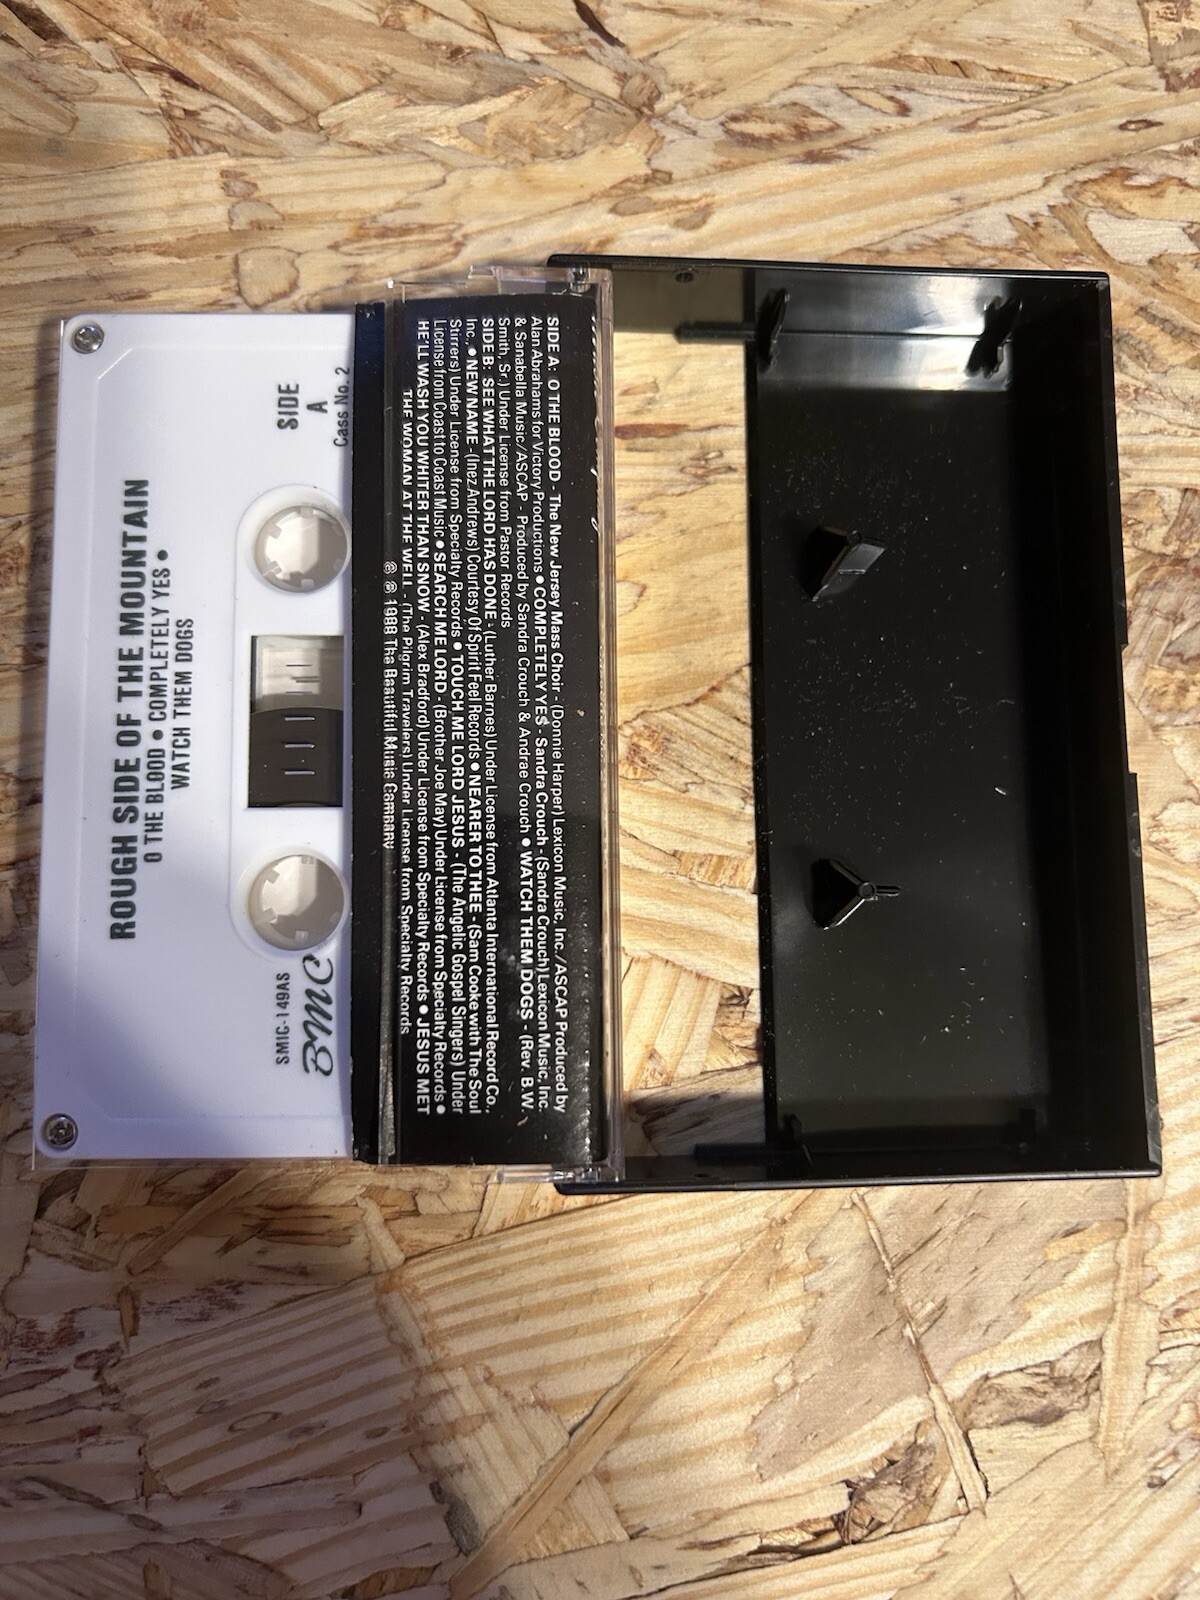 ROUGH SIDE OF THE MOUNTAIN
O THE BLOOD ● COMPLETELY YES ●
WATCH THEM DOGS
SIDE
A
Cass No. 2
SMIC-149AS
bmc
SIDE A: O THE BLOOD - The New Jersey Mass Choir - (Donnie Harper) Lexicon Music, Inc./ASCAP Produced by
Alan Abrahams for Victory Productions ● COMPLETELY YES - Sandra Crouch - (Sandra Crouch) Lexicon Music, Inc.
& Sanabella Music/ASCAP - Produced by Sandra Crouch & Andrae Crouch ● WATCH THEM DOGS - (Rev. B.W.
Smith, Sr.) Under License from Pastor Records
SIDE B: SEE WHAT THE LORD HAS DONE - (Luther Barnes) Under License from Atlanta International Record Co.,
Inc. ● NEW NAME - (Inez Andrews) Courtesy Of Spirit Feel Records ● NEARER TO THEE - (Sam Cooke with The Soul
Stirrers) Under License from Specialty Records ● TOUCH ME LORD JESUS - (The Angelic Gospel Singers) Under
License from Coast to Coast Music ● SEARCH ME LORD - (Brother Joe May) Under License from Specialty Records ●
HE'LL WASH YOU WHITER THAN SNOW - (Alex Bradford) Under License from Specialty Records ● JESUS MET
THE WOMAN AT THE WELL - (The Pilgrim Travelers) Under License from Specialty Records
© ℗ 1988 The Beautiful Music Company